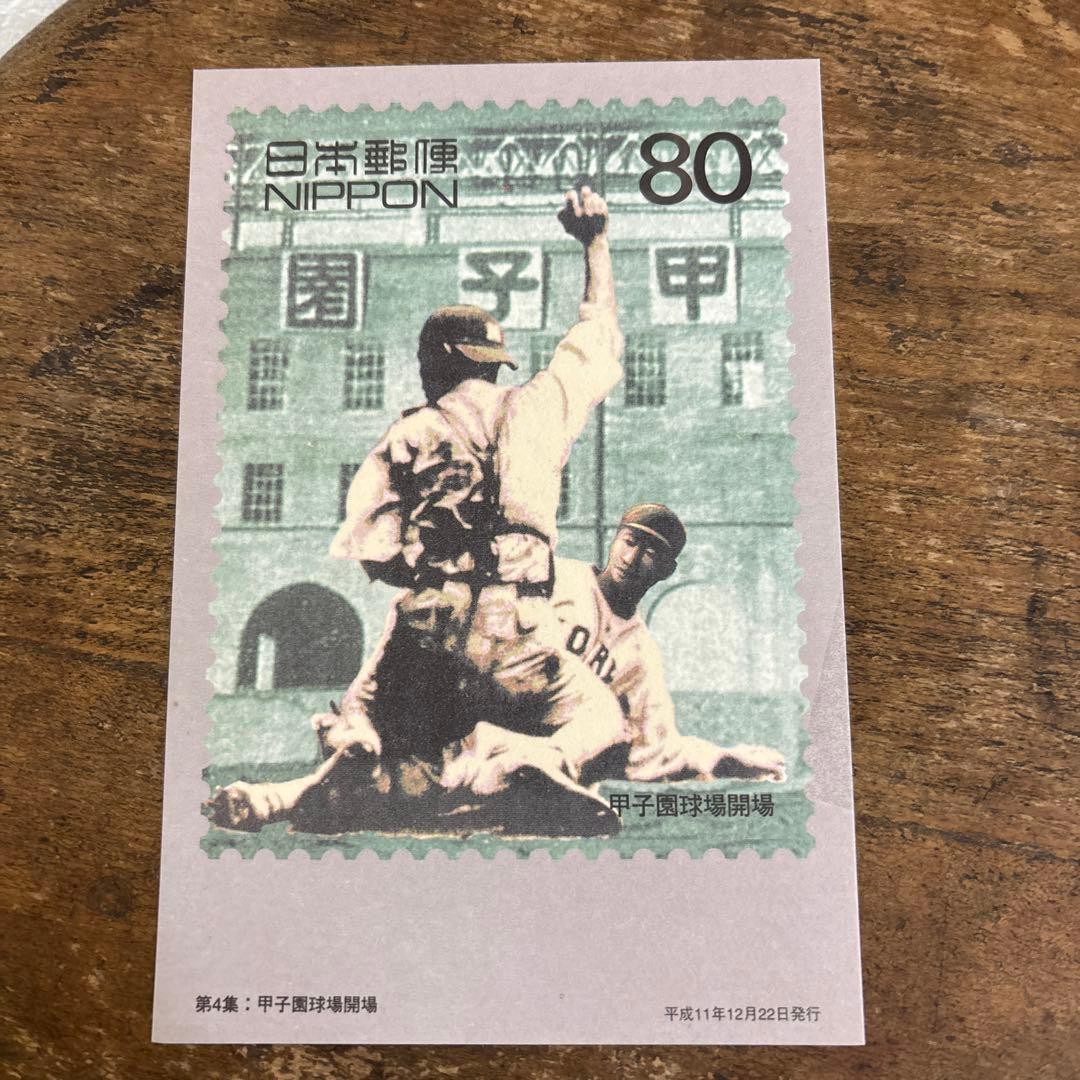 日本郵便
NIPPON
80
園子甲
ORI
甲子園球場開場
第4集：甲子園球場開場
平成11年12月22日発行